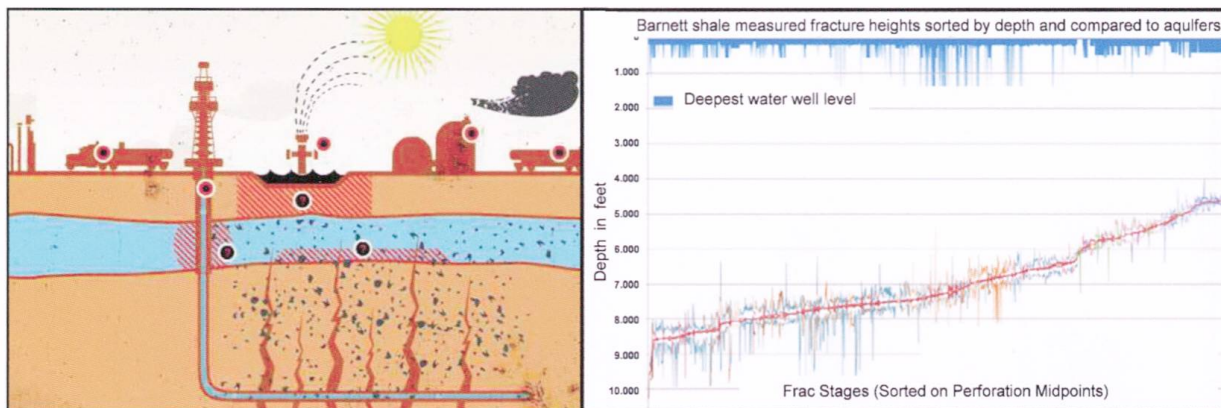 Barnett shale measured fracture heights sorted by depth and compared to aquifers
0
1.000
2.000
3.000
4.000
5.000
6.000
7.000
8.000
9.000
10.000
Depth in feet
Deepest water well level
Frac Stages (Sorted on Perforation Midpoints)